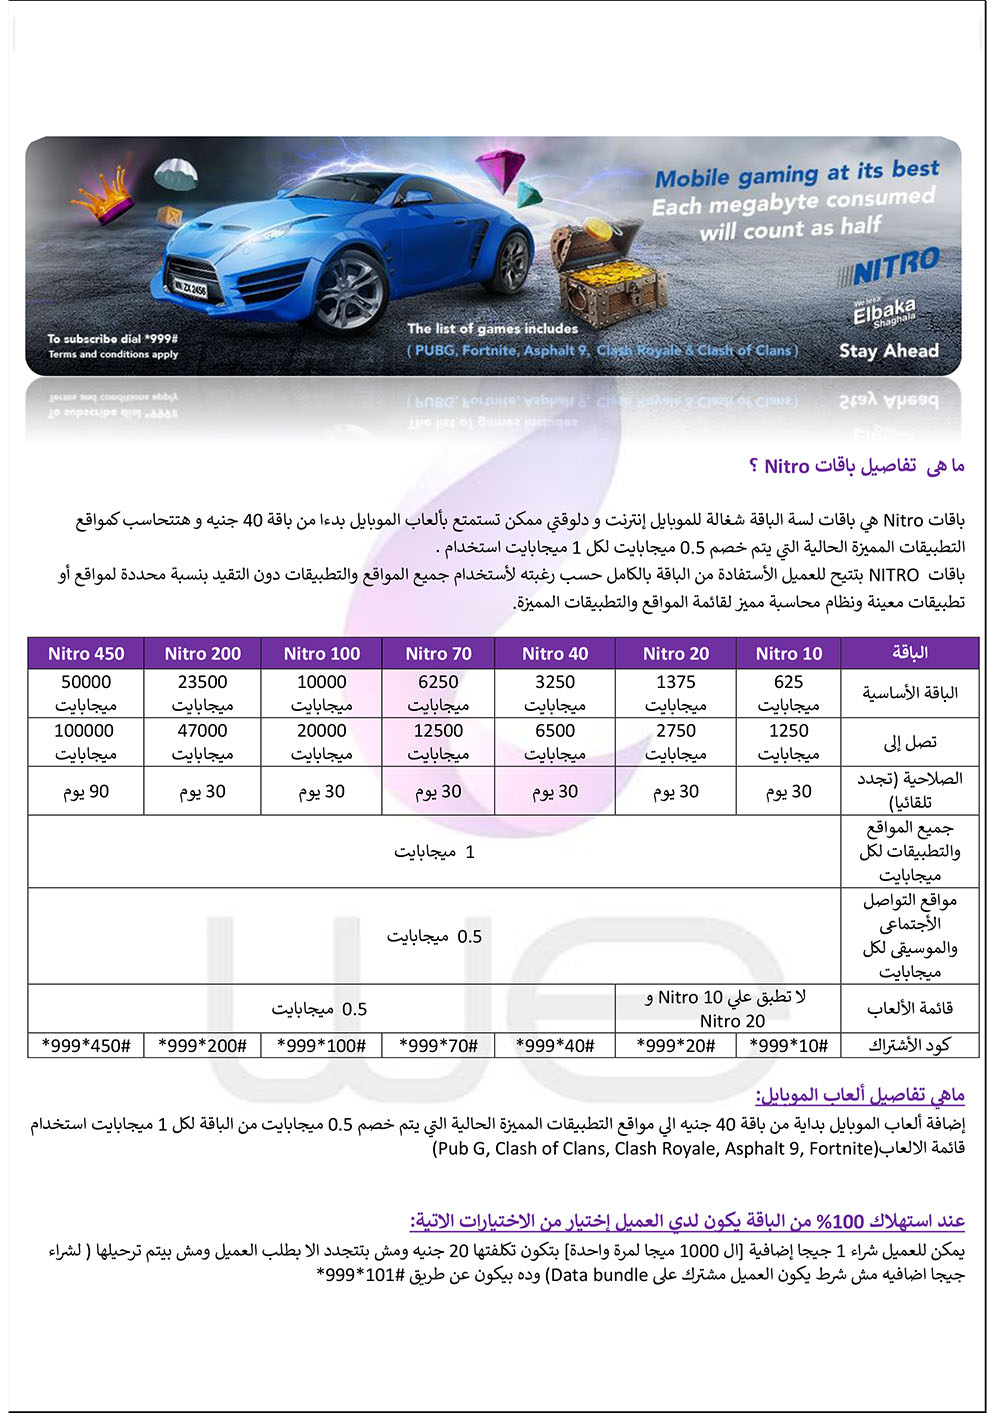 Mobile gaming at its best
Each megabyte consumed
will count as half
NITRO
We lessa
Elbaka
Shaghala
Stay Ahead
WN ZX 2456
To subscribe dial *999#
Terms and conditions apply
The list of games includes
( PUBG, Fortnite, Asphalt 9, Clash Royale & Clash of Clans )
ما هى تفاصيل باقات Nitro ؟
باقات Nitro هي باقات لسة الباقة شغالة للموبايل إنترنت و دلوقتي ممكن تستمتع بألعاب الموبايل بدءا من باقة 40 جنيه و هتتحاسب كمواقع
التطبيقات المميزة الحالية التي يتم خصم 0.5 ميجابايت لكل 1 ميجابايت استخدام .
باقات NITRO بتتيح للعميل الأستفادة من الباقة بالكامل حسب رغبته لأستخدام جميع المواقع والتطبيقات دون التقيد بنسبة محددة لمواقع أو
تطبيقات معينة ونظام محاسبة مميز لقائمة المواقع والتطبيقات المميزة.
الباقة Nitro 10 Nitro 20 Nitro 40 Nitro 70 Nitro 100 Nitro 200 Nitro 450
الباقة الأساسية 625 ميجابايت 1375 ميجابايت 3250 ميجابايت 6250 ميجابايت 10000 ميجابايت 23500 ميجابايت 50000 ميجابايت
تصل إلى 1250 ميجابايت 2750 ميجابايت 6500 ميجابايت 12500 ميجابايت 20000 ميجابايت 47000 ميجابايت 100000 ميجابايت
الصلاحية (تجدد تلقائيا) 30 يوم 30 يوم 30 يوم 30 يوم 30 يوم 30 يوم 90 يوم
جميع المواقع والتطبيقات لكل ميجابايت 1 ميجابايت
مواقع التواصل الأجتماعى والموسيقى لكل ميجابايت 0.5 ميجابايت
قائمة الألعاب لا تطبق علي Nitro 10 و Nitro 20 0.5 ميجابايت
كود الأشتراك *999*10# *999*20# *999*40# *999*70# *999*100# *999*200# *999*450#
we
ماهي تفاصيل ألعاب الموبايل:
إضافة ألعاب الموبايل بداية من باقة 40 جنيه الي مواقع التطبيقات المميزة الحالية التي يتم خصم 0.5 ميجابايت من الباقة لكل 1 ميجابايت استخدام
قائمة الالعاب(Pub G, Clash of Clans, Clash Royale, Asphalt 9, Fortnite)
عند استهلاك 100% من الباقة يكون لدي العميل إختيار من الاختيارات الاتية:
يمكن للعميل شراء 1 جيجا إضافية [ال 1000 ميجا لمرة واحدة] بتكون تكلفتها 20 جنيه ومش بتتجدد الا بطلب العميل ومش بيتم ترحيلها ( لشراء
جيجا اضافيه مش شرط يكون العميل مشترك على Data bundle) وده بيكون عن طريق *999*101#